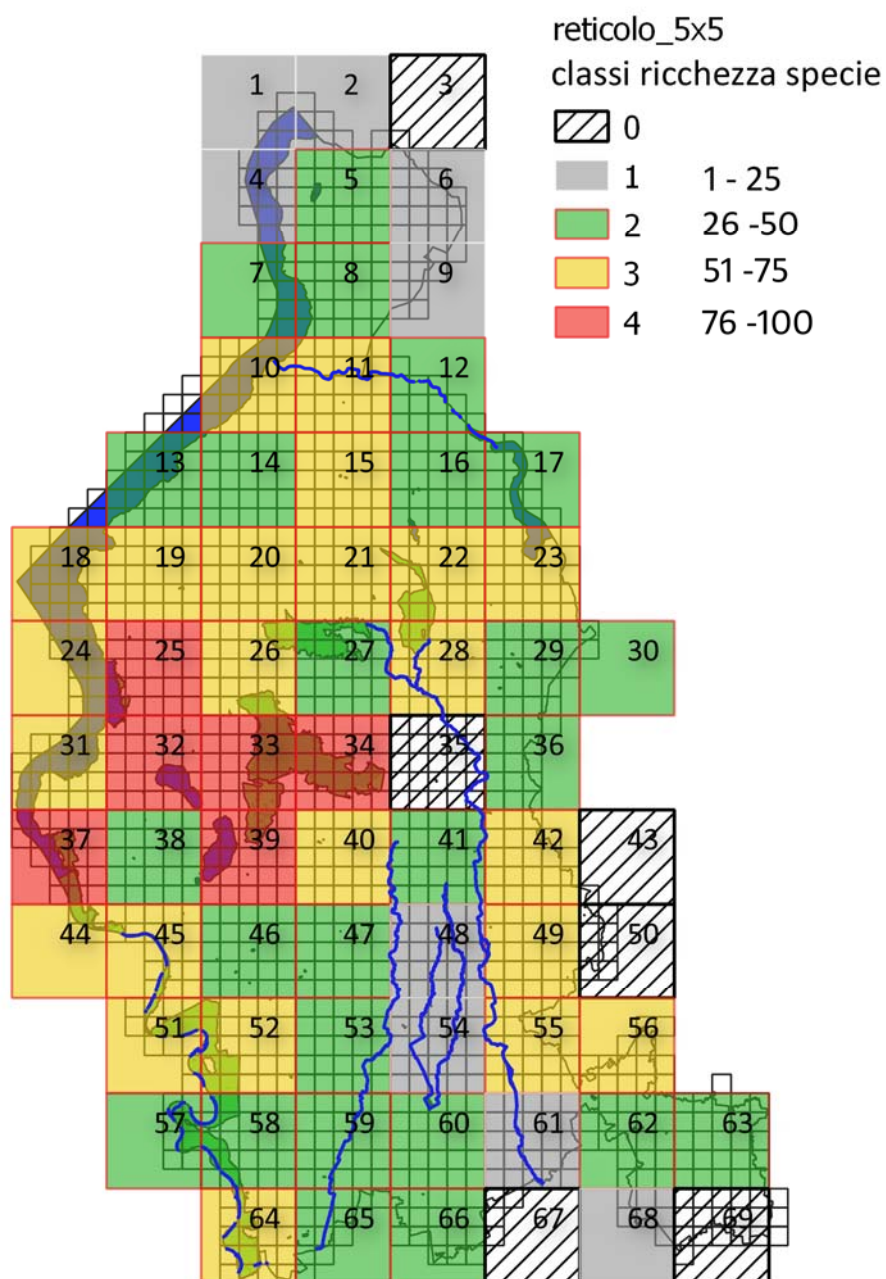 reticolo_5x5
classi ricchezza specie
0
1 1 - 25
2 26 -50
3 51 -75
4 76 -100
1 2 3
4 5 6
7 8 9
10 11 12
13 14 15 16 17
18 19 20 21 22 23
24 25 26 27 28 29 30
31 32 33 34 35 36
37 38 39 40 41 42 43
44 45 46 47 48 49 50
51 52 53 54 55 56
57 58 59 60 61 62 63
64 65 66 67 68 69